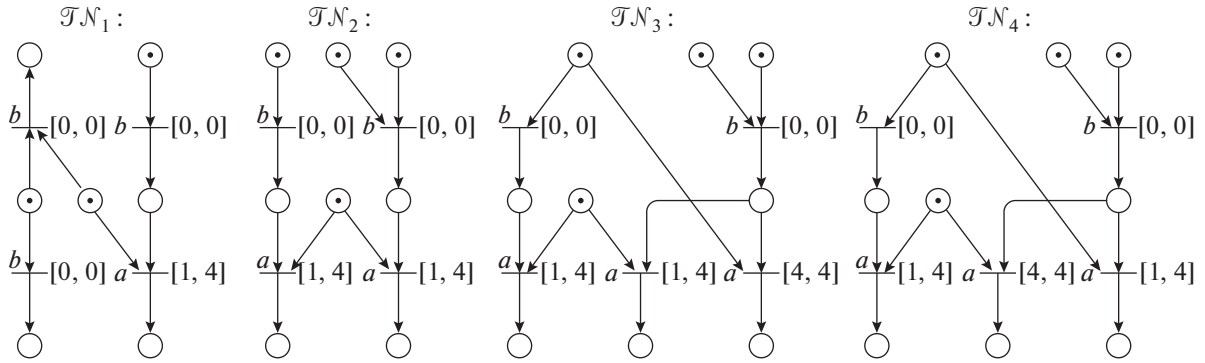 𝒯𝒩₁: 𝒯𝒩₂: 𝒯𝒩₃: 𝒯𝒩₄:
b [0, 0] b [0, 0] b [0, 0] b [0, 0] b [0, 0] b [0, 0] b [0, 0] b [0, 0]
b [0, 0] a [1, 4] a [1, 4] a [1, 4] a [1, 4] a [1, 4] a [4, 4] a [1, 4] a [4, 4] a [1, 4]